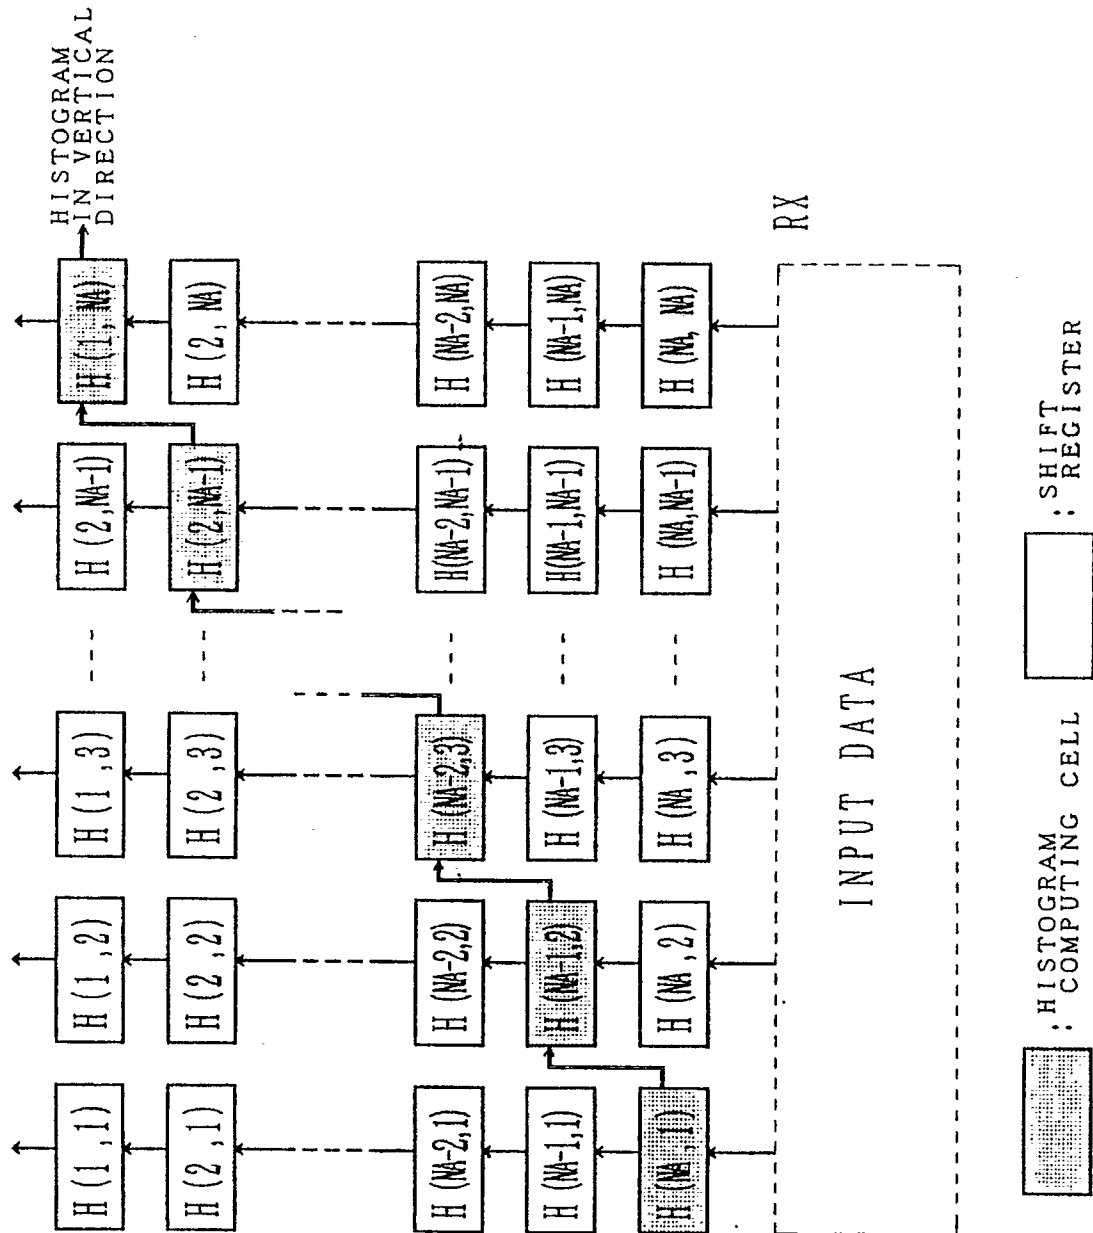 H (1 ,1)
H (1 ,2)
H (1 ,3)
H (2,NA-1)
H (1, NA)
HISTOGRAM
IN VERTICAL
DIRECTION
H (2 ,1)
H (2 ,2)
H (2 ,3)
H (2,NA-1)
H (2, NA)
H (NA-2,1)
H (NA-2,2)
H (NA-2,3)
H(NA-2,NA-1)
H (NA-2,NA)
H (NA-1,1)
H (NA-1,2)
H (NA-1,3)
H(NA-1,NA-1)
H (NA-1,NA)
H (NA ,1)
H (NA ,2)
H (NA ,3)
H (NA,NA-1)
H (NA, NA)
RX
INPUT DATA
: HISTOGRAM
COMPUTING CELL
: SHIFT
REGISTER